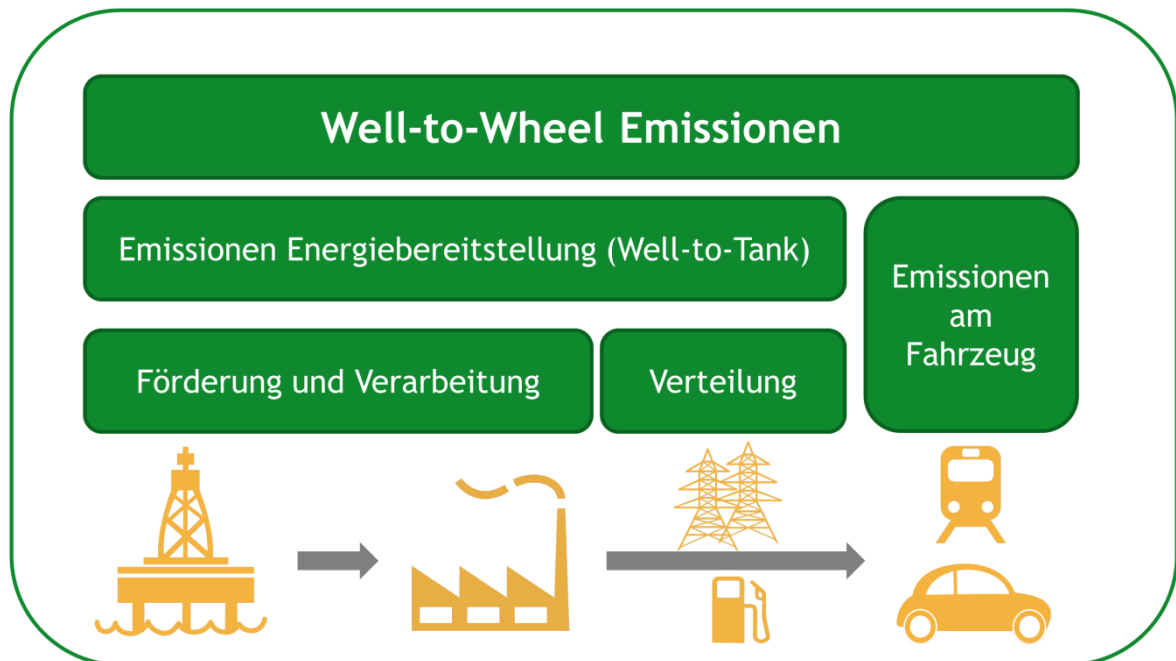 Well-to-Wheel Emissionen
Emissionen Energiebereitstellung (Well-to-Tank)
Emissionen
am
Fahrzeug
Förderung und Verarbeitung
Verteilung